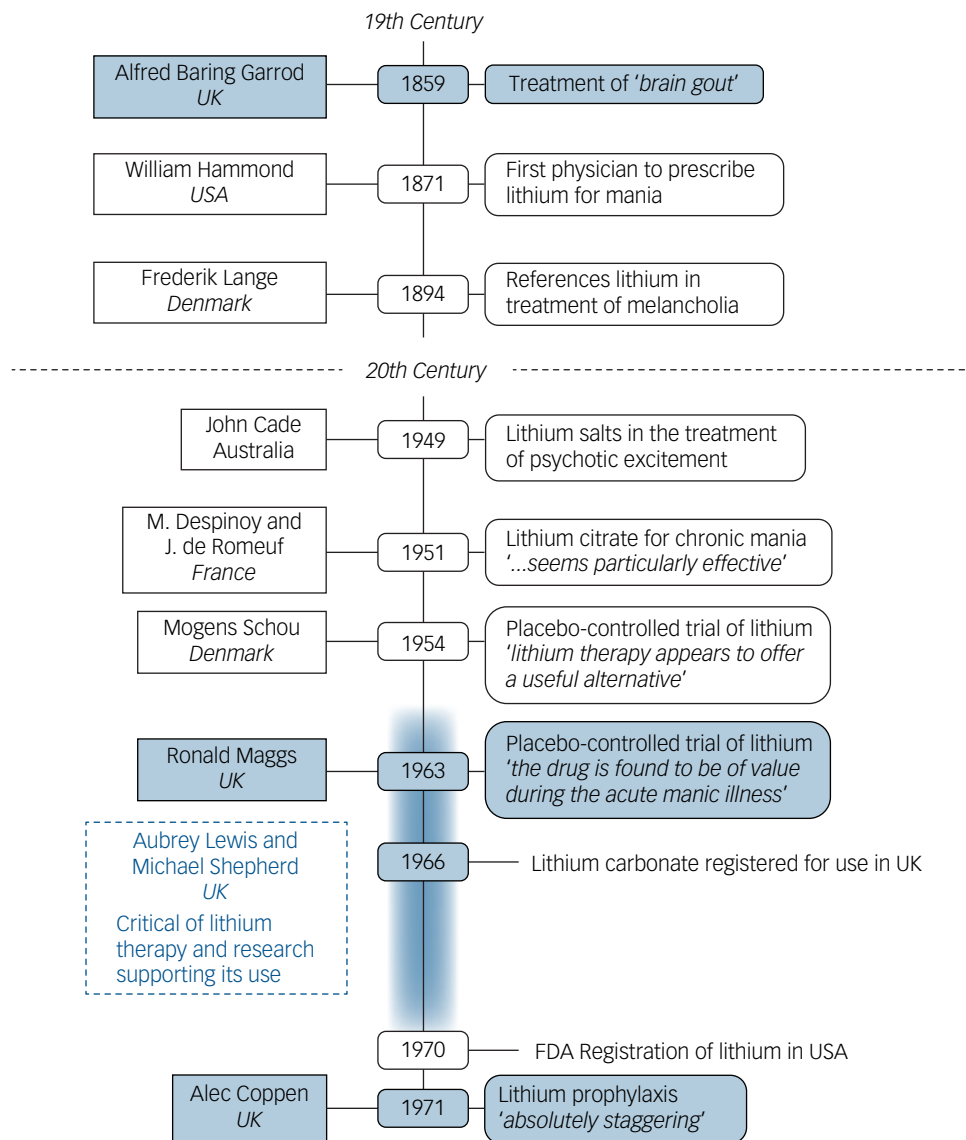 19th Century
Alfred Baring Garrod
UK
1859
Treatment of ‘brain gout’
William Hammond
USA
1871
First physician to prescribe
lithium for mania
Frederik Lange
Denmark
1894
References lithium in
treatment of melancholia
20th Century
John Cade
Australia
1949
Lithium salts in the treatment
of psychotic excitement
M. Despinoy and
J. de Romeuf
France
1951
Lithium citrate for chronic mania
‘...seems particularly effective’
Mogens Schou
Denmark
1954
Placebo-controlled trial of lithium
‘lithium therapy appears to offer
a useful alternative’
Ronald Maggs
UK
1963
Placebo-controlled trial of lithium
‘the drug is found to be of value
during the acute manic illness’
Aubrey Lewis and
Michael Shepherd
UK
Critical of lithium
therapy and research
supporting its use
1966
Lithium carbonate registered for use in UK
1970
FDA Registration of lithium in USA
Alec Coppen
UK
1971
Lithium prophylaxis
‘absolutely staggering’